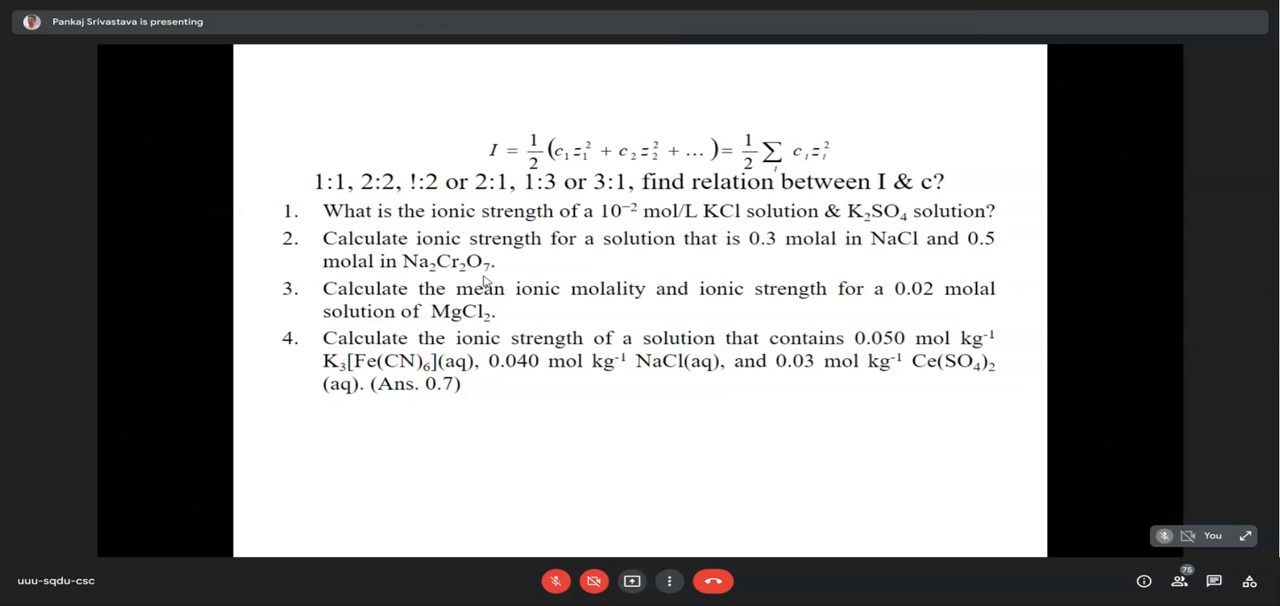 Pankaj Srivastava is presenting
I = 1/2 (c₁z₁² + c₂z₂² + ...) = 1/2 ∑ᵢ cᵢzᵢ²
1:1, 2:2, !:2 or 2:1, 1:3 or 3:1, find relation between I & c?
1. What is the ionic strength of a 10⁻² mol/L KCl solution & K₂SO₄ solution?
2. Calculate ionic strength for a solution that is 0.3 molal in NaCl and 0.5
molal in Na₂Cr₂O₇.
3. Calculate the mean ionic molality and ionic strength for a 0.02 molal
solution of MgCl₂.
4. Calculate the ionic strength of a solution that contains 0.050 mol kg⁻¹
K₃[Fe(CN)₆](aq), 0.040 mol kg⁻¹ NaCl(aq), and 0.03 mol kg⁻¹ Ce(SO₄)₂
(aq). (Ans. 0.7)
You
uuu-sqdu-csc
75